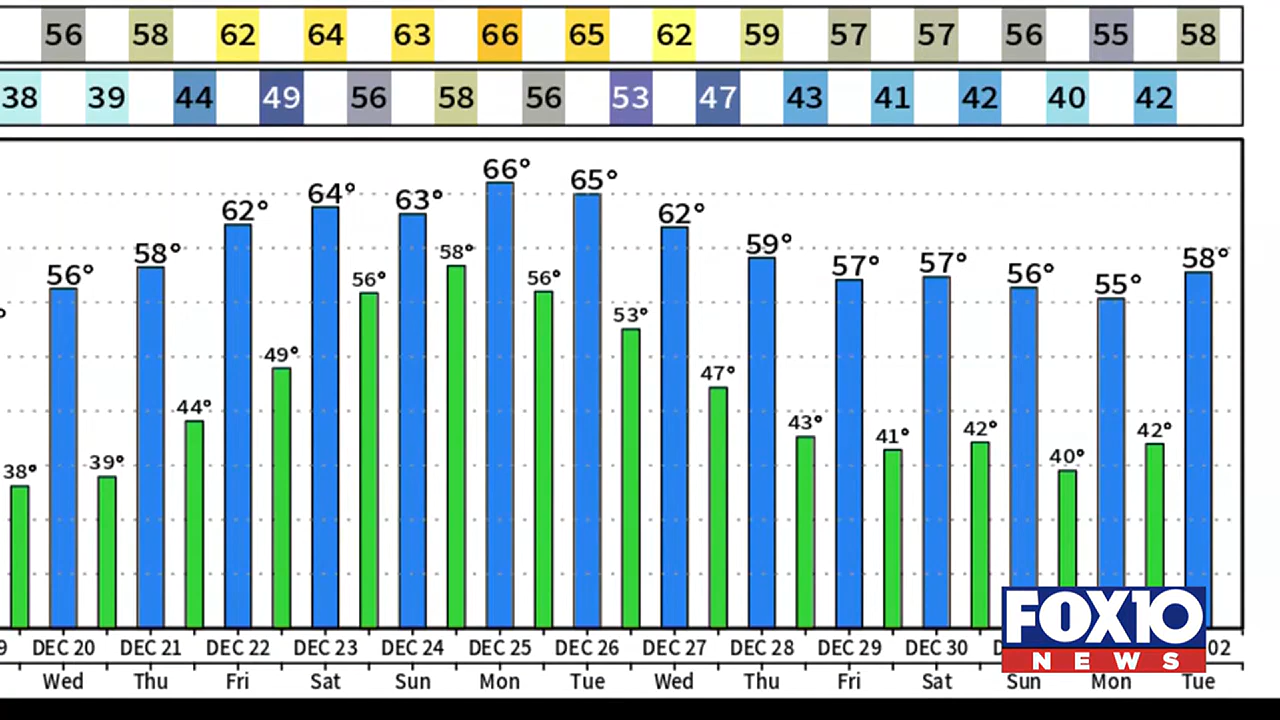 56 58 62 64 63 66 65 62 59 57 57 56 55 58
38 39 44 49 56 58 56 53 47 43 41 42 40 42
66°
65°
64° 63°
62° 62°
59°
58° 58° 58°
56° 56° 56° 57° 57° 56° 55°
53°
49°
47°
44°
43° 41° 42° 42°
38° 39° 40°
FOX10
NEWS
9 DEC 20 DEC 21 DEC 22 DEC 23 DEC 24 DEC 25 DEC 26 DEC 27 DEC 28 DEC 29 DEC 30 D 02
Wed Thu Fri Sat Sun Mon Tue Wed Thu Fri Sat Sun Mon Tue